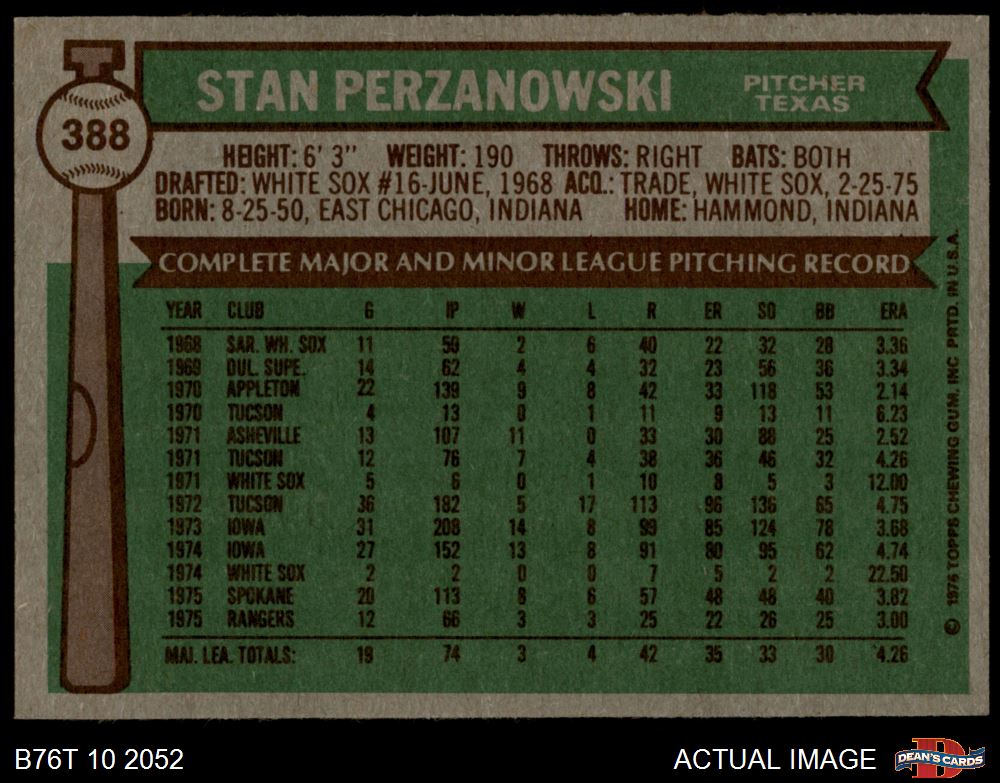 STAN PERZANOWSKI PITCHER
TEXAS
388
HEIGHT: 6' 3" WEIGHT: 190 THROWS: RIGHT BATS: BOTH
DRAFTED: WHITE SOX #16-JUNE, 1968 ACQ.: TRADE, WHITE SOX, 2-25-75
BORN: 8-25-50, EAST CHICAGO, INDIANA HOME: HAMMOND, INDIANA
COMPLETE MAJOR AND MINOR LEAGUE PITCHING RECORD
YEAR CLUB G IP W L R ER SO BB ERA
1968 SAR. WH. SOX 11 59 2 6 40 22 32 28 3.36
1969 DUL. SUPE. 14 62 4 4 32 23 56 36 3.34
1970 APPLETON 22 139 9 8 42 33 118 53 2.14
1970 TUCSON 4 13 0 1 11 9 13 11 6.23
1971 ASHEVILLE 13 107 11 0 33 30 88 25 2.52
1971 TUCSON 12 76 7 4 38 36 46 32 4.26
1971 WHITE SOX 5 6 0 1 10 8 5 3 12.00
1972 TUCSON 36 182 5 17 113 96 136 65 4.75
1973 IOWA 31 208 14 8 99 85 124 78 3.68
1974 IOWA 27 152 13 8 91 80 95 62 4.74
1974 WHITE SOX 2 2 0 0 7 5 2 2 22.50
1975 SPOKANE 20 113 8 6 57 48 48 40 3.82
1975 RANGERS 12 66 3 3 25 22 26 25 3.00
MAJ. LEA. TOTALS: 19 74 3 4 42 35 33 30 4.26
© 1976 TOPPS CHEWING GUM, INC PRTD. IN U.S.A.
B76T 10 2052 ACTUAL IMAGE D DEAN'S CARDS